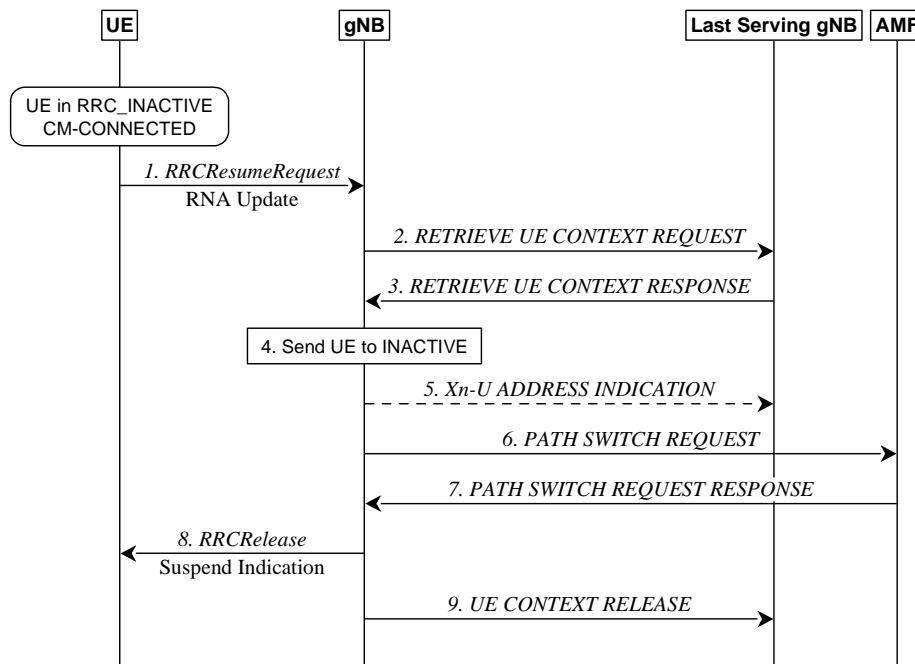 UE
gNB
Last Serving gNB
AMF
UE in RRC_INACTIVE
CM-CONNECTED
1. RRCResumeRequest
RNA Update
2. RETRIEVE UE CONTEXT REQUEST
3. RETRIEVE UE CONTEXT RESPONSE
4. Send UE to INACTIVE
5. Xn-U ADDRESS INDICATION
6. PATH SWITCH REQUEST
7. PATH SWITCH REQUEST RESPONSE
8. RRCRelease
Suspend Indication
9. UE CONTEXT RELEASE